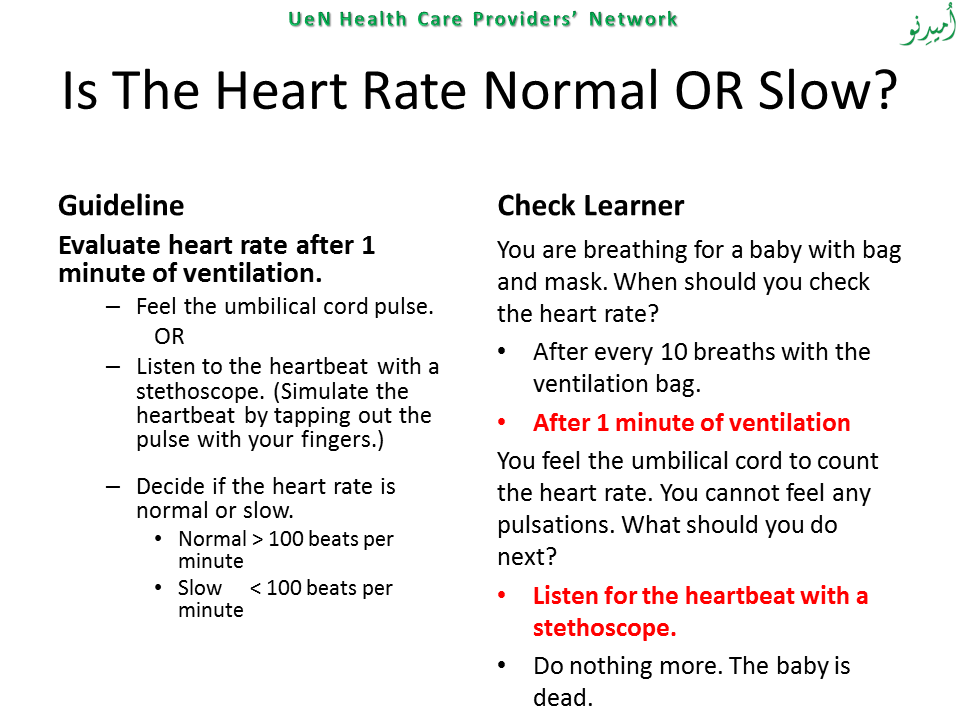 UeN Health Care Providers' Network
اُمیدِنو
Is The Heart Rate Normal OR Slow?
Guideline
Evaluate heart rate after 1
minute of ventilation.
– Feel the umbilical cord pulse.
OR
– Listen to the heartbeat with a
stethoscope. (Simulate the
heartbeat by tapping out the
pulse with your fingers.)
– Decide if the heart rate is
normal or slow.
• Normal > 100 beats per
minute
• Slow < 100 beats per
minute
Check Learner
You are breathing for a baby with bag
and mask. When should you check
the heart rate?
• After every 10 breaths with the
ventilation bag.
• After 1 minute of ventilation
You feel the umbilical cord to count
the heart rate. You cannot feel any
pulsations. What should you do
next?
• Listen for the heartbeat with a
stethoscope.
• Do nothing more. The baby is
dead.